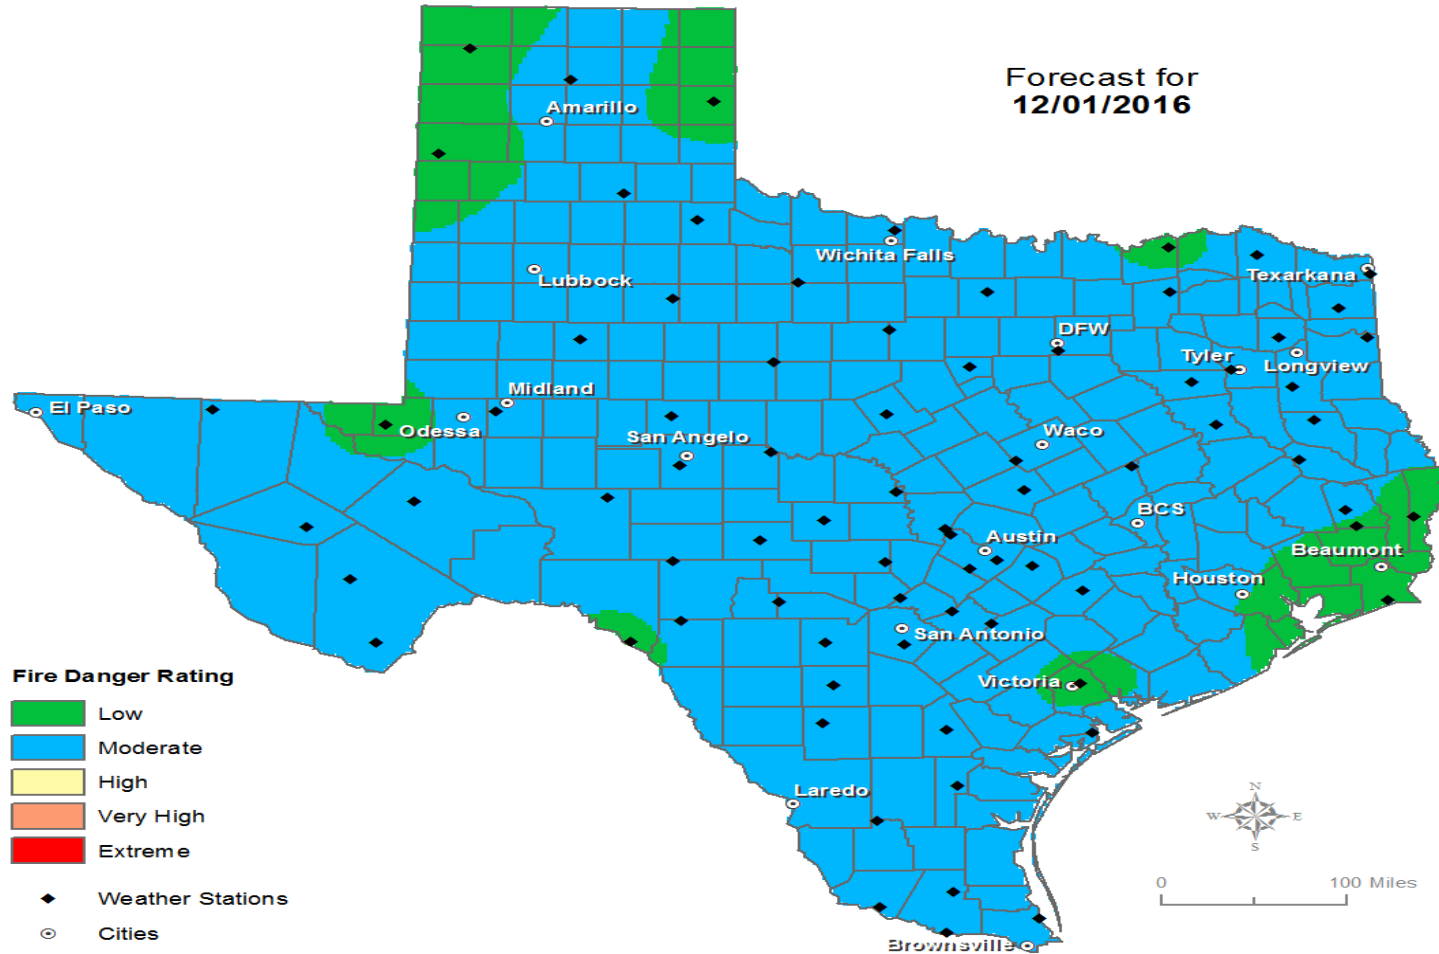 Forecast for
12/01/2016
Amarillo
Wichita Falls
Lubbock
Texarkana
DFW
Tyler
Longview
Midland
El Paso
Odessa
San Angelo
Waco
BCS
Austin
Beaumont
Houston
San Antonio
Victoria
Laredo
Brownsville
Fire Danger Rating
Low
Moderate
High
Very High
Extreme
Weather Stations
Cities
N
W E
S
0 100 Miles